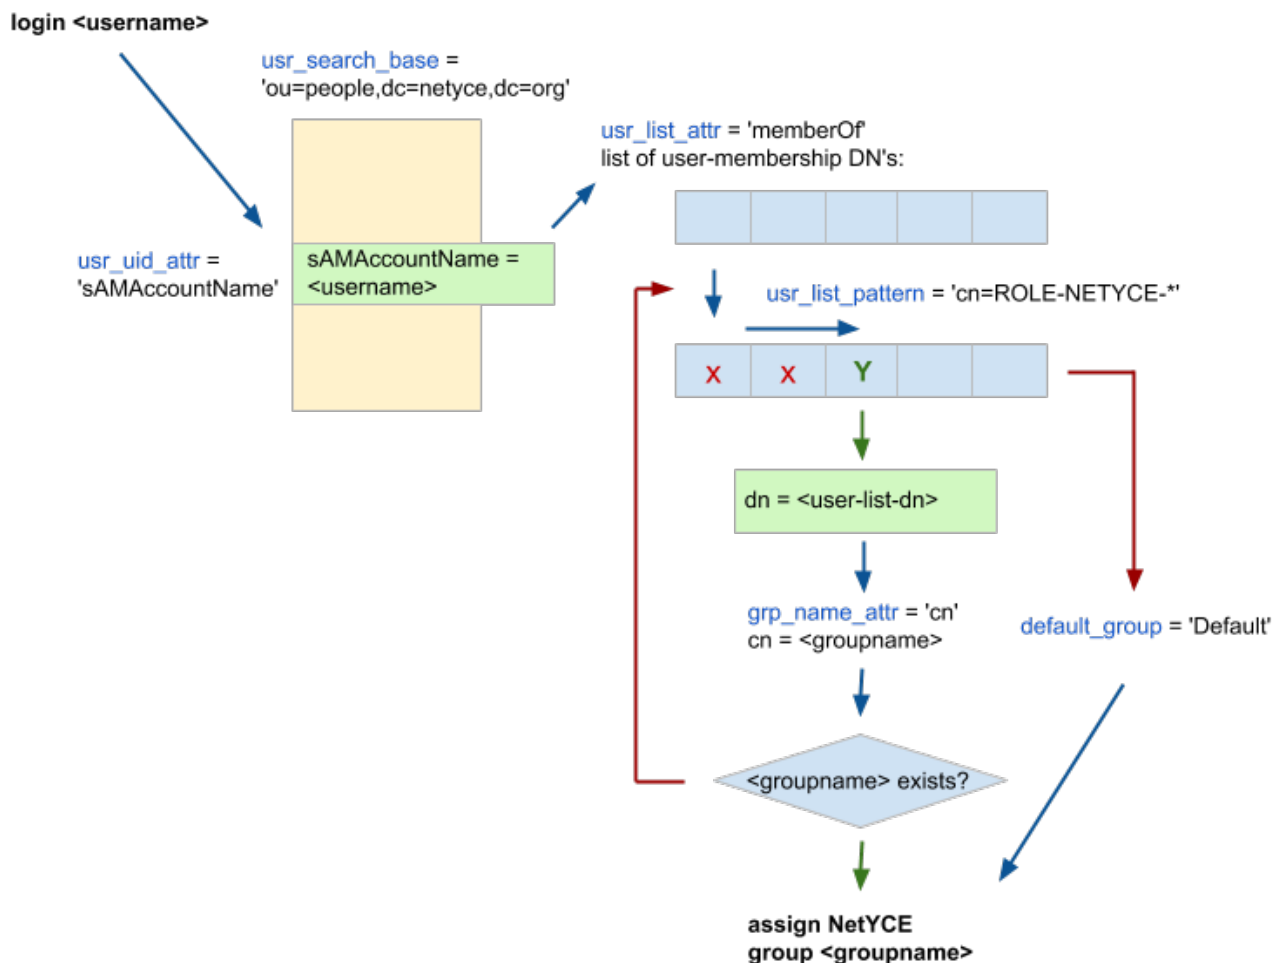 login <username>
usr_search_base =
'ou=people,dc=netyce,dc=org'
usr_list_attr = 'memberOf'
list of user-membership DN's:
usr_uid_attr =
'sAMAccountName'
sAMAccountName =
<username>
usr_list_pattern = 'cn=ROLE-NETYCE-*'
X X Y
dn = <user-list-dn>
grp_name_attr = 'cn'
cn = <groupname>
default_group = 'Default'
<groupname> exists?
assign NetYCE
group <groupname>